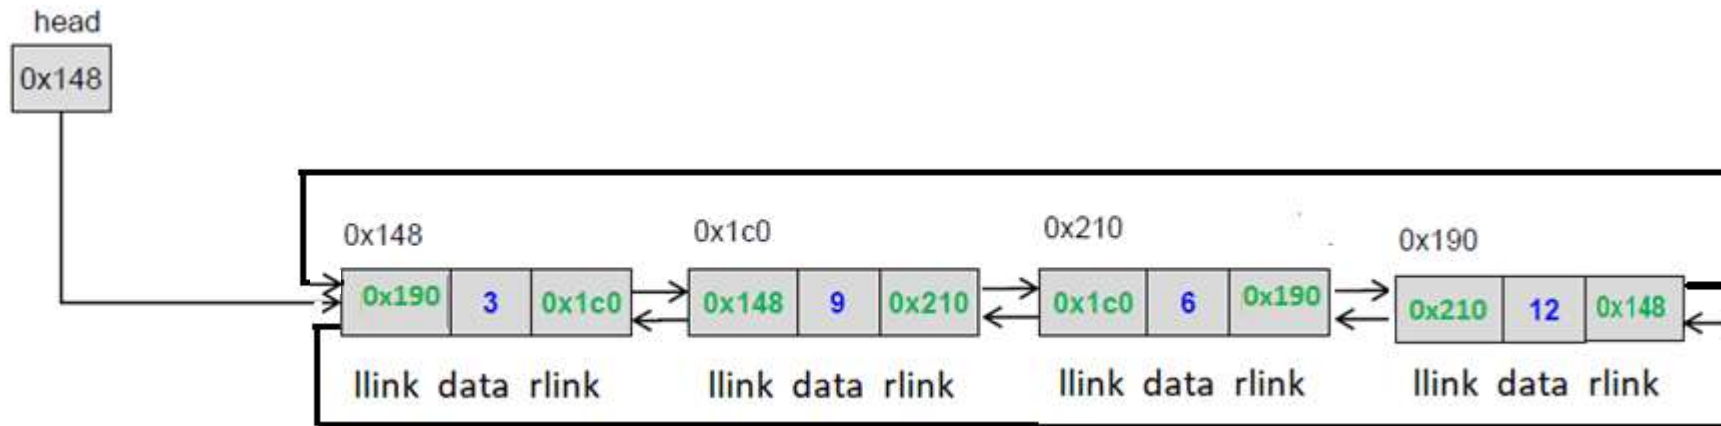 head
0x148
0x148 0x1c0 0x210 0x190
0x190 3 0x1c0 0x148 9 0x210 0x1c0 6 0x190 0x210 12 0x148
llink data rlink llink data rlink llink data rlink llink data rlink